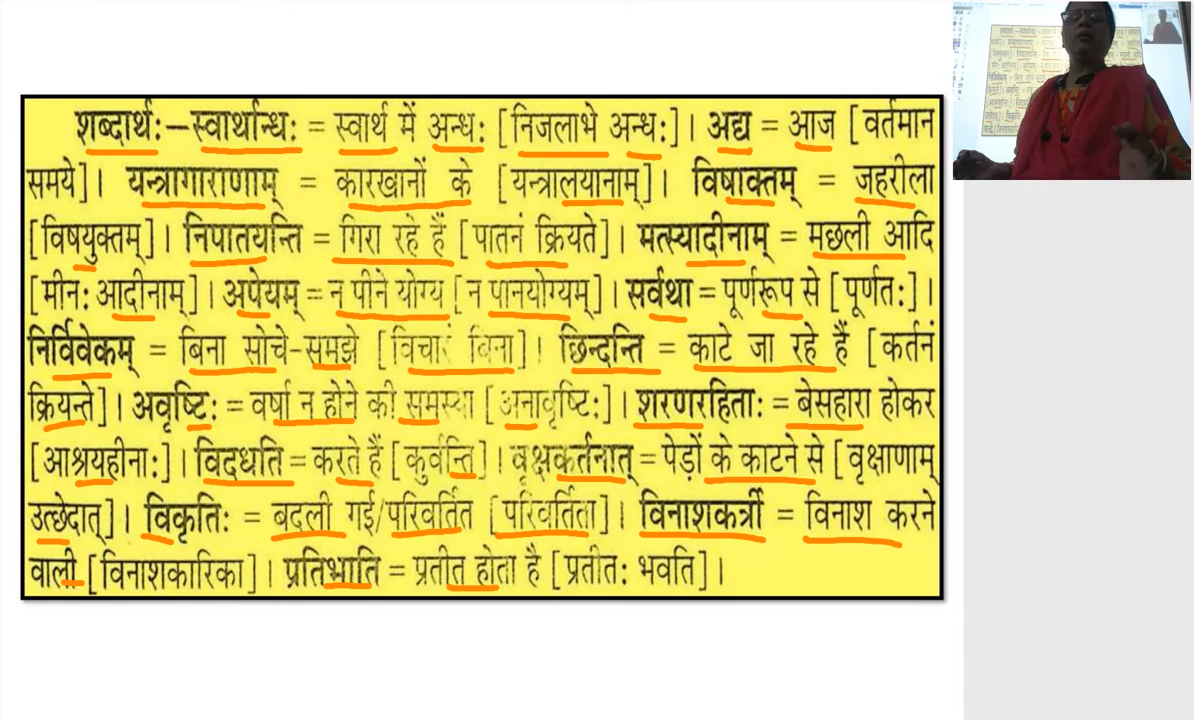 शब्दार्थ:–स्वार्थान्ध: = स्वार्थ में अन्ध: [निजलाभे अन्ध:]। अद्य = आज [वर्तमान
समये]। यन्त्रागाराणाम् = कारखानों के [यन्त्रालयानाम्]। विषाक्तम् = जहरीला
[विषयुक्तम्]। निपातयन्ति = गिरा रहे हैं [पातनं क्रियते]। मत्स्यादीनाम् = मछली आदि
[मीन: आदीनाम्]। अपेयम् = न पीने योग्य [न पानयोग्यम्]। सर्वथा = पूर्णरूप से [पूर्णत:]।
निर्विवेकम् = बिना सोचे-समझे [विचारं बिना]। छिन्दन्ति = काटे जा रहे हैं [कर्तनं
क्रियन्ते]। अवृष्टि: = वर्षा न होने की समस्या [अनावृष्टि:]। शरणरहिता: = बेसहारा होकर
[आश्रयहीना:]। विदधति = करते हैं [कुर्वन्ति]। वृक्षकर्तनात् = पेड़ों के काटने से [वृक्षाणाम्
उत्छेदात्]। विकृति: = बदली गई/परिवर्तित [परिवर्तिता]। विनाशकर्त्री = विनाश करने
वाली [विनाशकारिका]। प्रतिभाति = प्रतीत होता है [प्रतीत: भवति]।